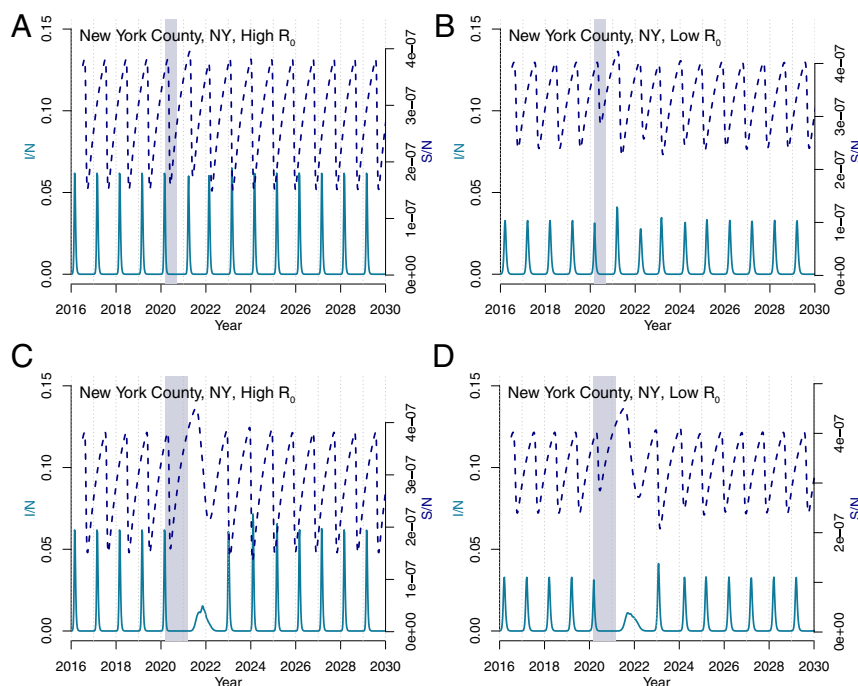 A
New York County, NY, High R0
0.15
0.10
0.05
0.00
I/N
4e−07
3e−07
2e−07
1e−07
0e+00
S/N
2016 2018 2020 2022 2024 2026 2028 2030
Year
B
New York County, NY, Low R0
0.15
0.10
0.05
0.00
I/N
4e−07
3e−07
2e−07
1e−07
0e+00
S/N
2016 2018 2020 2022 2024 2026 2028 2030
Year
C
New York County, NY, High R0
0.15
0.10
0.05
0.00
I/N
4e−07
3e−07
2e−07
1e−07
0e+00
S/N
2016 2018 2020 2022 2024 2026 2028 2030
Year
D
New York County, NY, Low R0
0.15
0.10
0.05
0.00
I/N
4e−07
2e−07
0e+00
S/N
2016 2018 2020 2022 2024 2026 2028 2030
Year